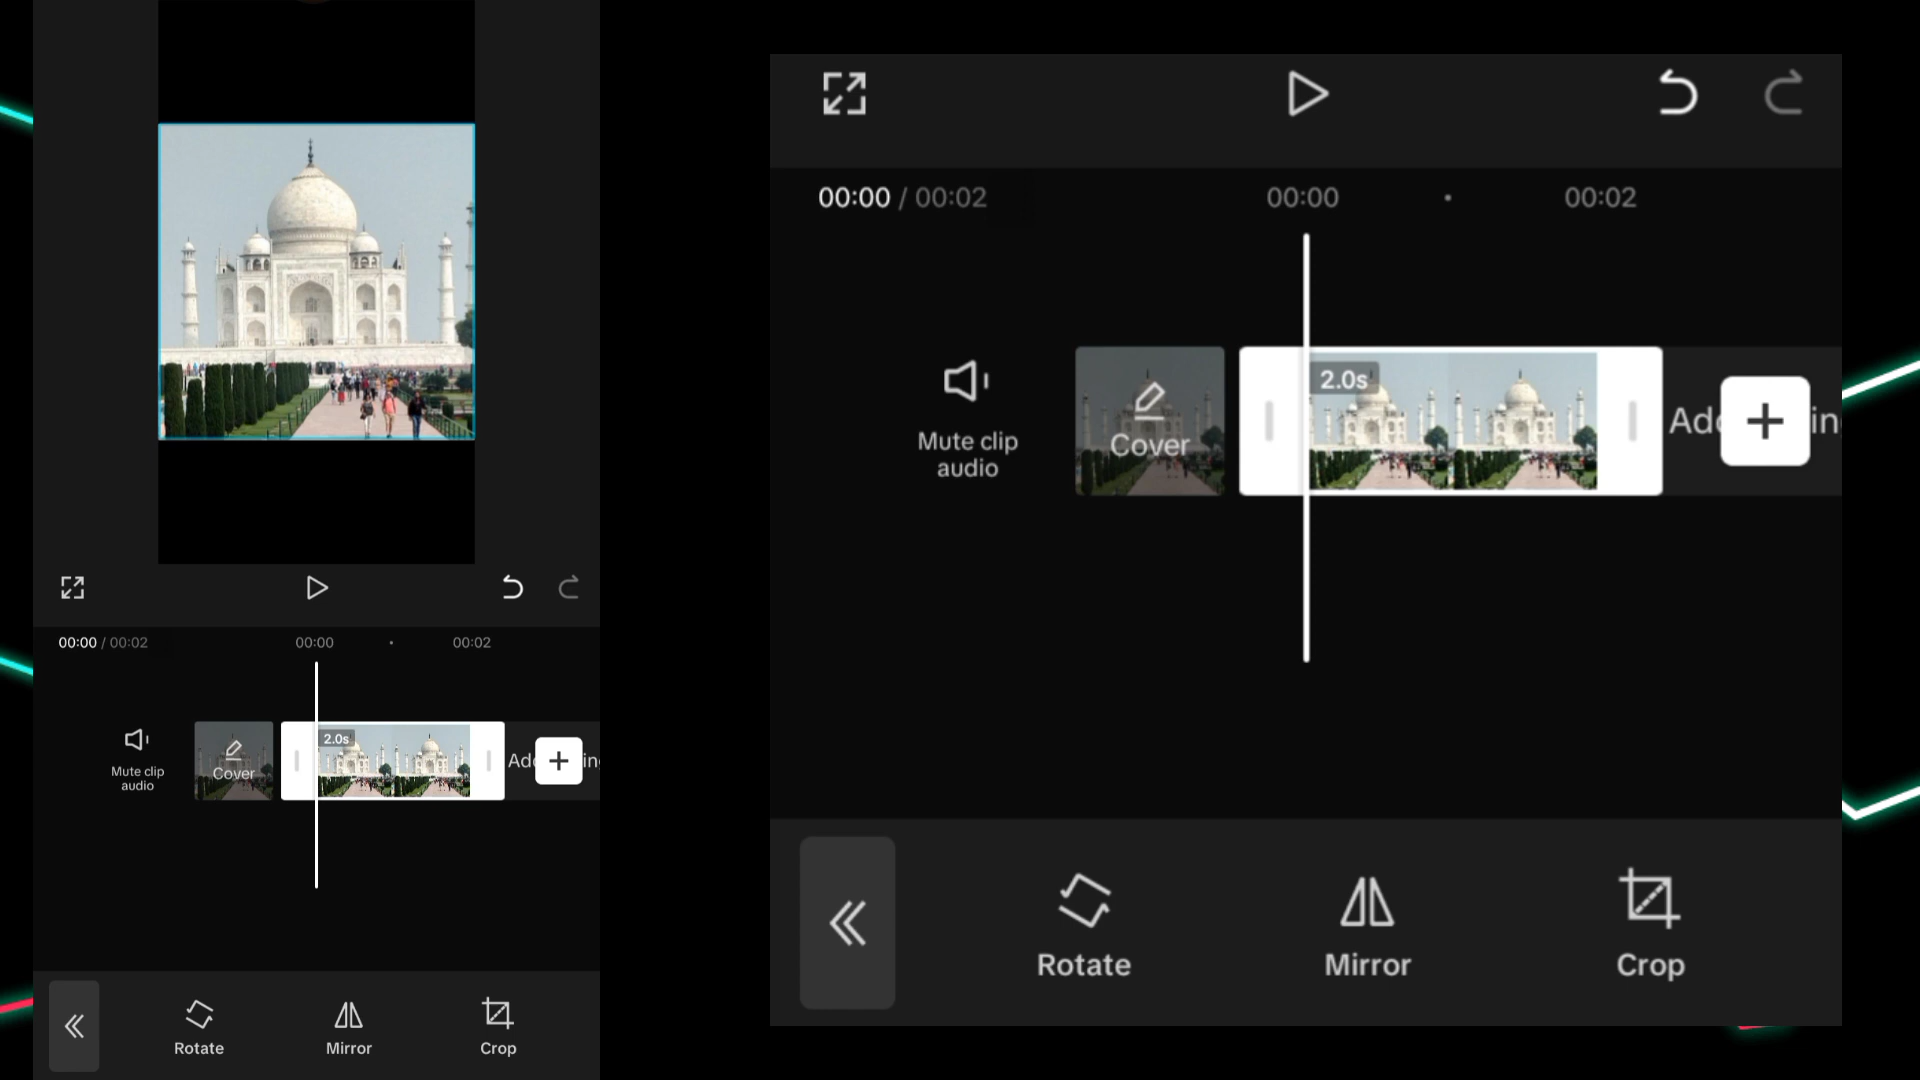 00:00 / 00:02
00:00
00:02
2.0s
Mute clip
audio
Cover
Rotate
Mirror
Crop
00:00 / 00:02
00:00
00:02
2.0s
Mute clip
audio
Cover
Rotate
Mirror
Crop